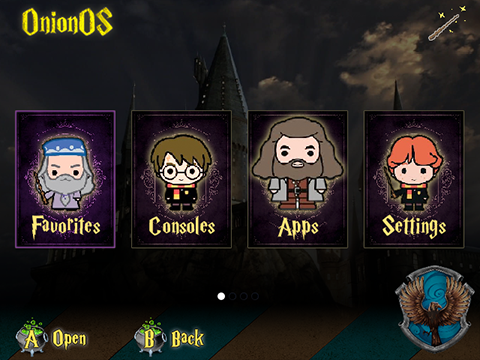 OnionOS
Favorites
Consoles
Apps
Settings
A Open
B Back